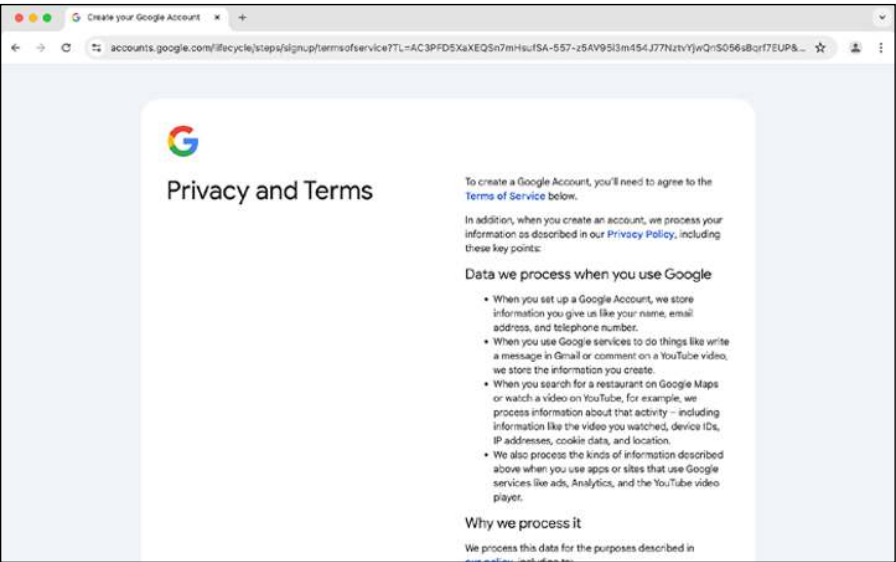 Create your Google Account
accounts.google.com/lifecycle/steps/signup/termsofservice?
Privacy and Terms
To create a Google Account, you'll need to agree to the
Terms of Service below.
In addition, when you create an account, we process your
information as described in our Privacy Policy, including
these key points:
Data we process when you use Google
• When you set up a Google Account, we store
information you give us like your name, email
address, and telephone number.
• When you use Google services to do things like write
a message in Gmail or comment on a YouTube video,
we store the information you create.
• When you search for a restaurant on Google Maps
or watch a video on YouTube, for example, we
process information about that activity – including
information like the video you watched, device IDs,
IP addresses, cookie data, and location.
• We also process the kinds of information described
above when you use apps or sites that use Google
services like ads, Analytics, and the YouTube video
player.
Why we process it
We process this data for the purposes described in
our policy, including to: